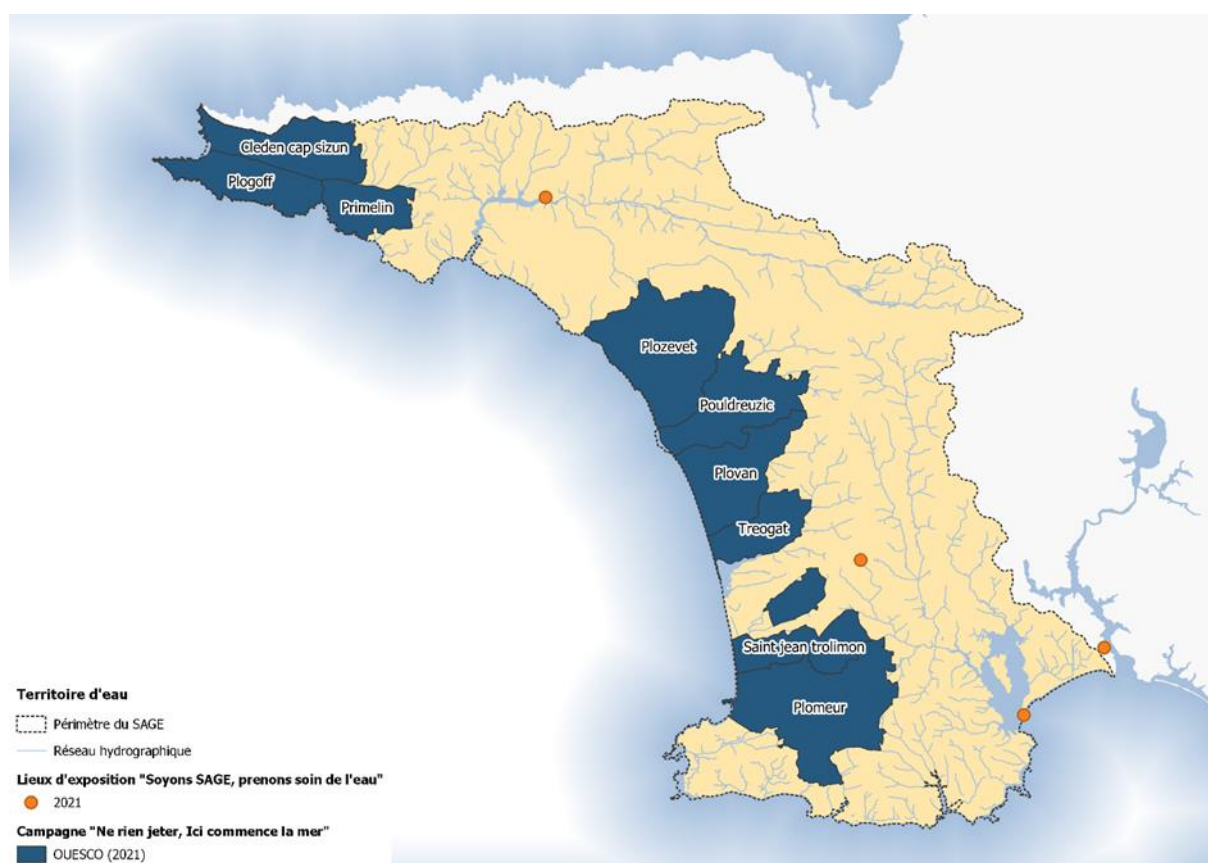 Cleden cap sizun
Plogoff
Primelin
Plozevet
Pouldreuzic
Plovan
Treogat
Saint jean trolimon
Plomeur
Territoire d'eau
Périmètre du SAGE
Réseau hydrographique
Lieux d'exposition "Soyons SAGE, prenons soin de l'eau"
2021
Campagne "Ne rien jeter, Ici commence la mer"
OUESCO (2021)